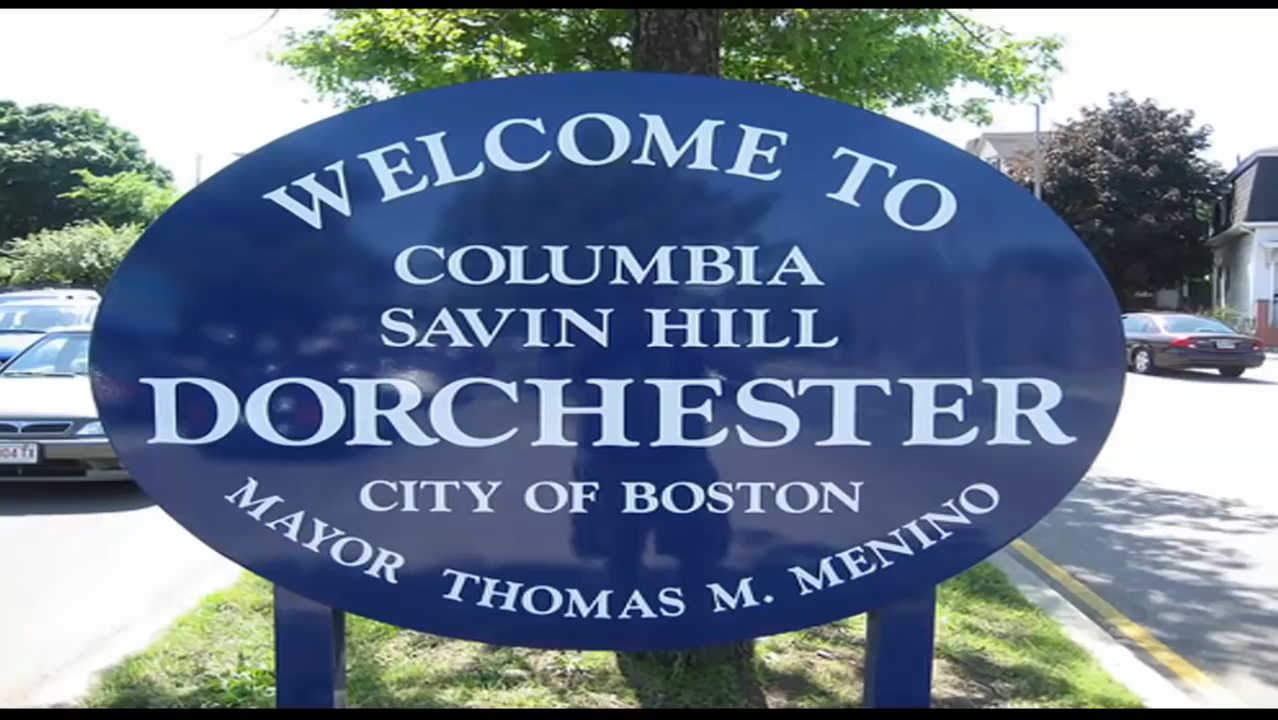 WELCOME TO
COLUMBIA
SAVIN HILL
DORCHESTER
CITY OF BOSTON
MAYOR THOMAS M. MENINO